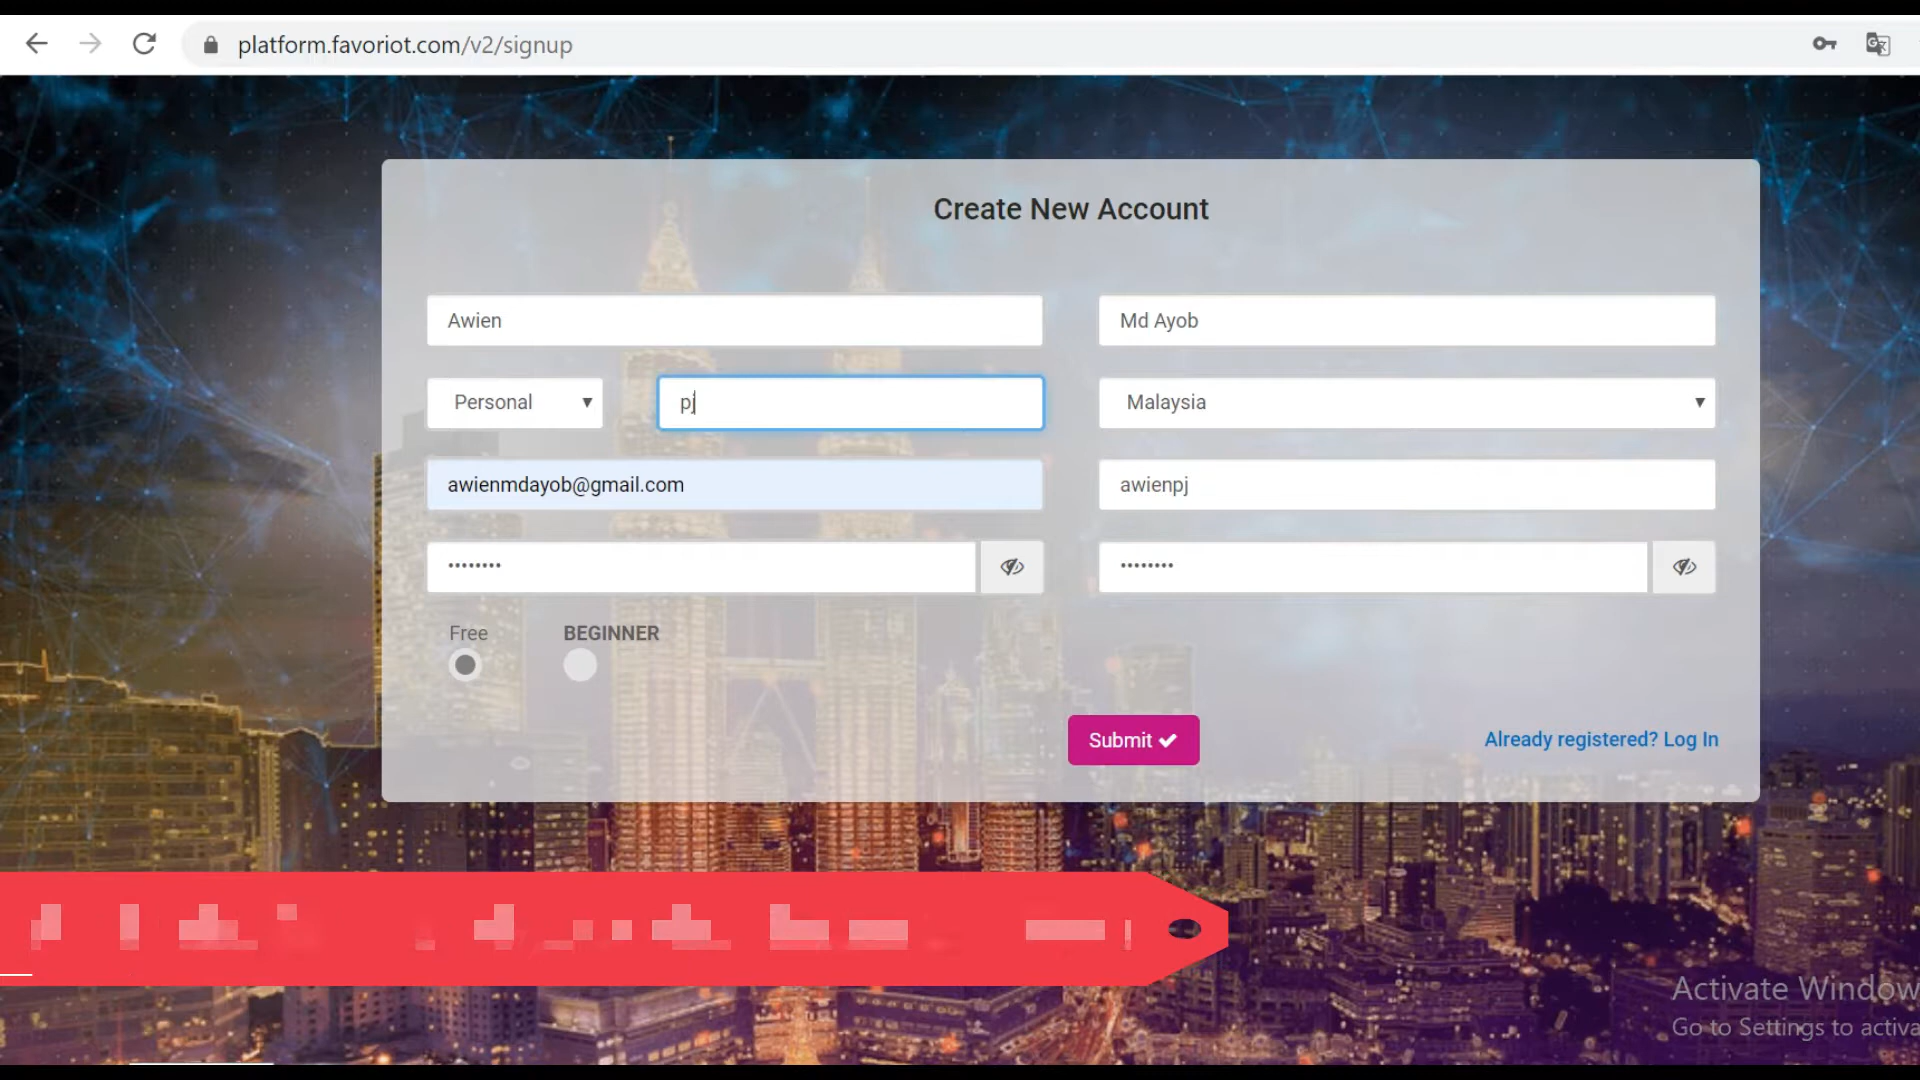 platform.favoriot.com/v2/signup
Create New Account
Awien
Md Ayob
Personal
pj
Malaysia
awienmdayob@gmail.com
awienpj
••••••••
••••••••
Free
BEGINNER
Submit
Already registered? Log In
Activate Window
Go to Settings to activa